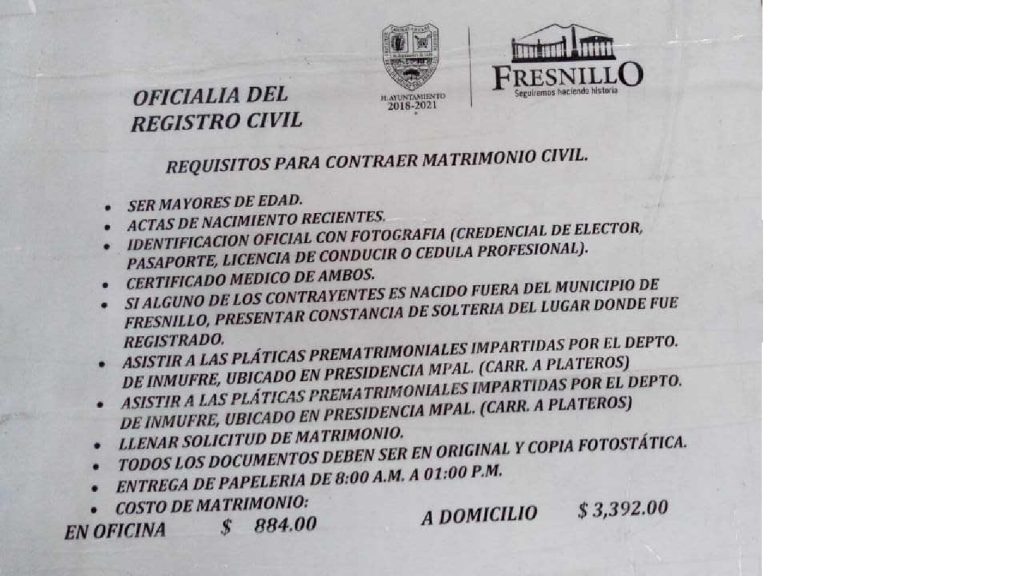 H. AYUNTAMIENTO
2018-2021
FRESNILLO
Seguiremos haciendo historia
OFICIALIA DEL
REGISTRO CIVIL
REQUISITOS PARA CONTRAER MATRIMONIO CIVIL.
• SER MAYORES DE EDAD.
• ACTAS DE NACIMIENTO RECIENTES.
• IDENTIFICACION OFICIAL CON FOTOGRAFIA (CREDENCIAL DE ELECTOR,
PASAPORTE, LICENCIA DE CONDUCIR O CEDULA PROFESIONAL).
• CERTIFICADO MEDICO DE AMBOS.
• SI ALGUNO DE LOS CONTRAYENTES ES NACIDO FUERA DEL MUNICIPIO DE
FRESNILLO, PRESENTAR CONSTANCIA DE SOLTERIA DEL LUGAR DONDE FUE
REGISTRADO.
• ASISTIR A LAS PLÁTICAS PREMATRIMONIALES IMPARTIDAS POR EL DEPTO.
DE INMUFRE, UBICADO EN PRESIDENCIA MPAL. (CARR. A PLATEROS)
• ASISTIR A LAS PLÁTICAS PREMATRIMONIALES IMPARTIDAS POR EL DEPTO.
DE INMUFRE, UBICADO EN PRESIDENCIA MPAL. (CARR. A PLATEROS)
• LLENAR SOLICITUD DE MATRIMONIO.
• TODOS LOS DOCUMENTOS DEBEN SER EN ORIGINAL Y COPIA FOTOSTÁTICA.
• ENTREGA DE PAPELERIA DE 8:00 A.M. A 01:00 P.M.
• COSTO DE MATRIMONIO:
EN OFICINA $ 884.00 A DOMICILIO $ 3,392.00